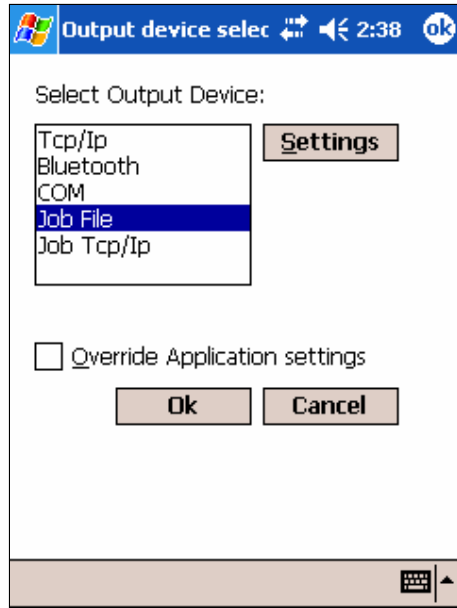 Output device selec 2:38 ok
Select Output Device:
Tcp/Ip
Settings
Bluetooth
COM
Job File
Job Tcp/Ip
Override Application settings
Ok Cancel